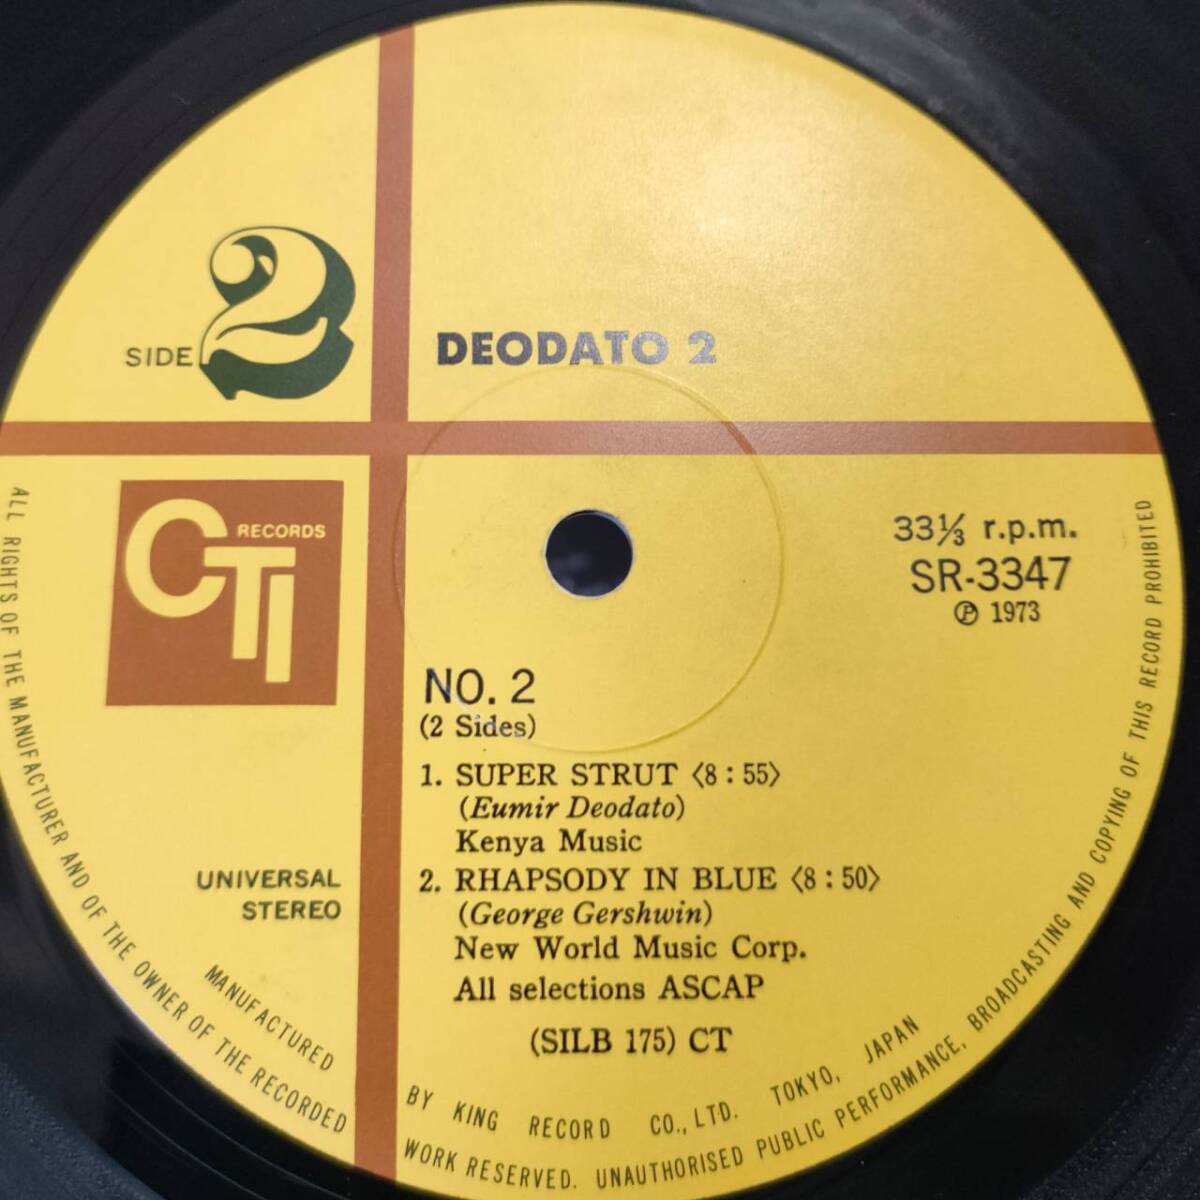 SIDE 2
DEODATO 2
CTI RECORDS
33⅓ r.p.m.
SR-3347
Ⓟ 1973
NO. 2
(2 Sides)
1. SUPER STRUT 〈8 : 55〉
(Eumir Deodato)
Kenya Music
2. RHAPSODY IN BLUE 〈8 : 50〉
(George Gershwin)
New World Music Corp.
All selections ASCAP
(SILB 175) CT
UNIVERSAL
STEREO
MANUFACTURED BY KING RECORD CO., LTD. TOKYO, JAPAN
ALL RIGHTS OF THE MANUFACTURER AND OF THE OWNER OF THE RECORDED WORK RESERVED. UNAUTHORISED PUBLIC PERFORMANCE, BROADCASTING AND COPYING OF THIS RECORD PROHIBITED